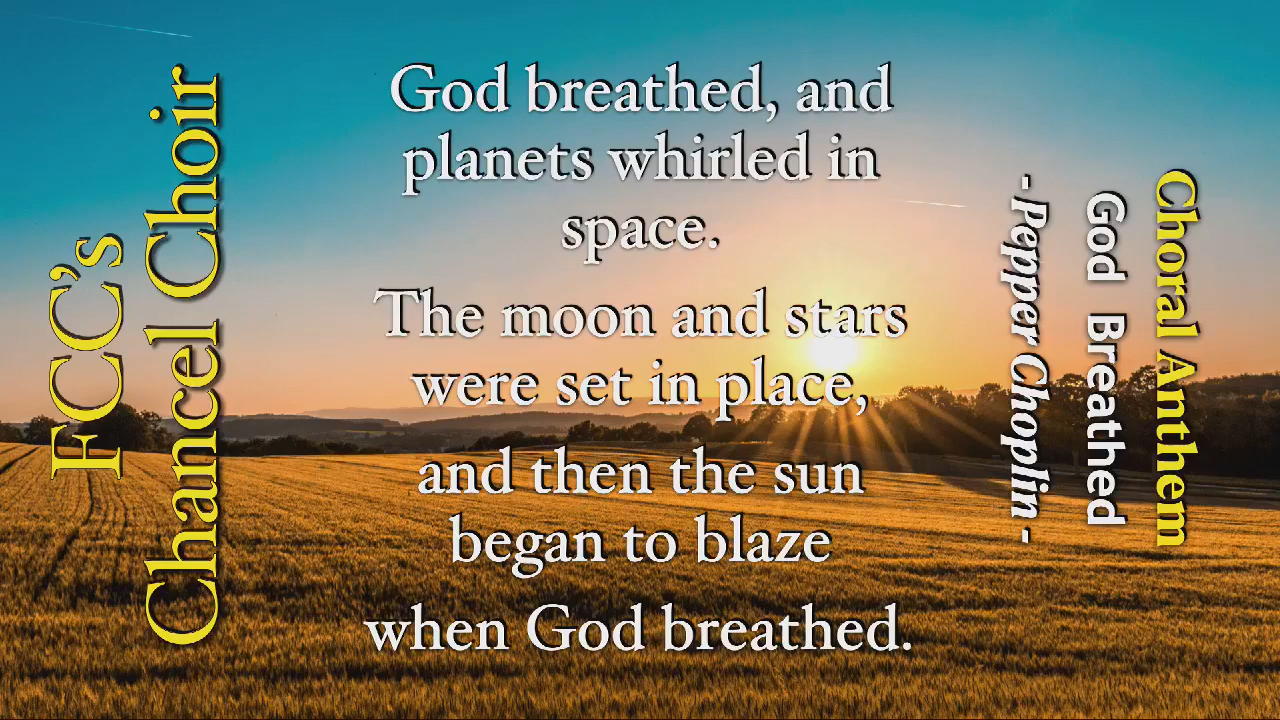 FCC's
Chancel Choir
God breathed, and
planets whirled in
space.
The moon and stars
were set in place,
and then the sun
began to blaze
when God breathed.
Choral Anthem
God Breathed
- Pepper Choplin -